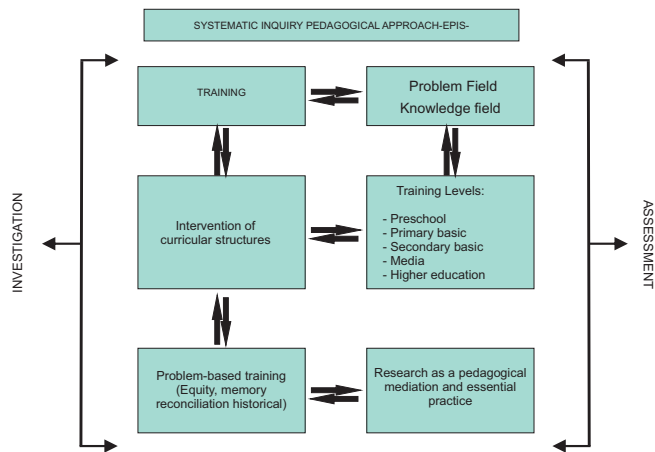 SYSTEMATIC INQUIRY PEDAGOGICAL APPROACH-EPIS-
TRAINING
Problem Field
Knowledge field
INVESTIGATION
Intervention of
curricular structures
Training Levels:
- Preschool
- Primary basic
- Secondary basic
- Media
- Higher education
ASSESSMENT
Problem-based training
(Equity, memory
reconciliation historical)
Research as a pedagogical
mediation and essential
practice